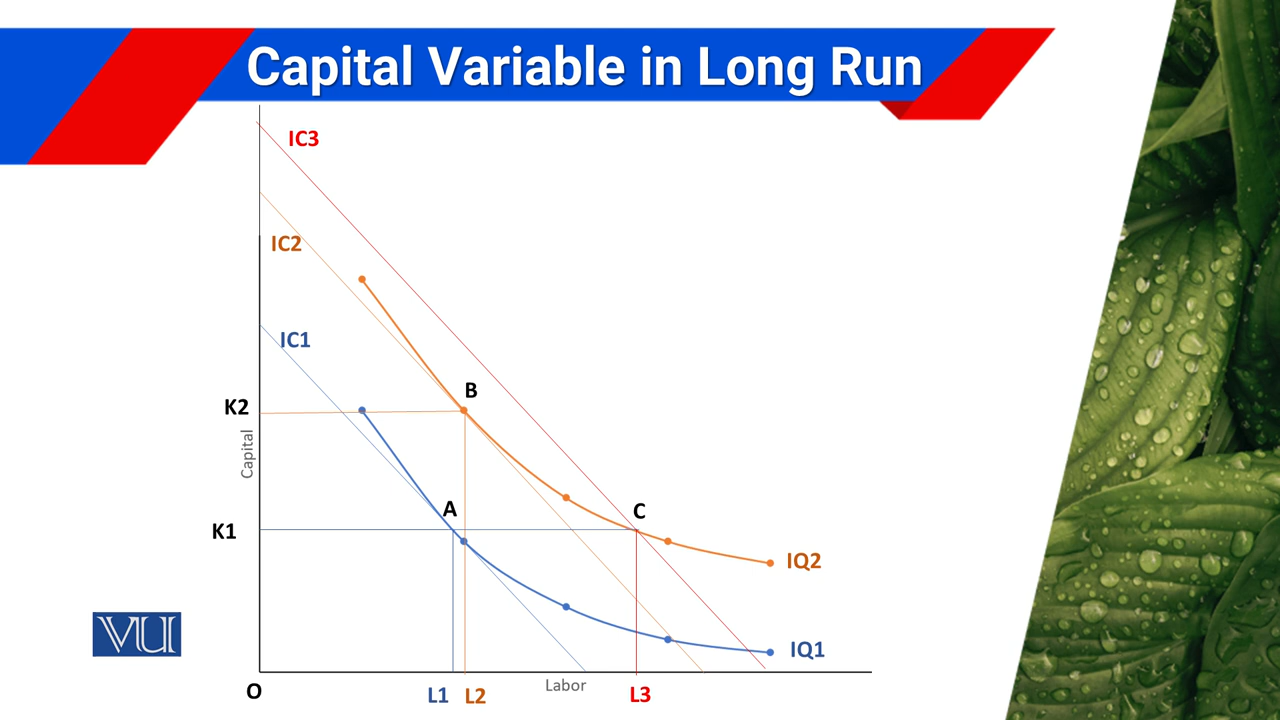 Capital Variable in Long Run
IC3
IC2
IC1
B
K2
Capital
A
C
K1
IQ2
VU
IQ1
O
Labor
L1 L2
L3